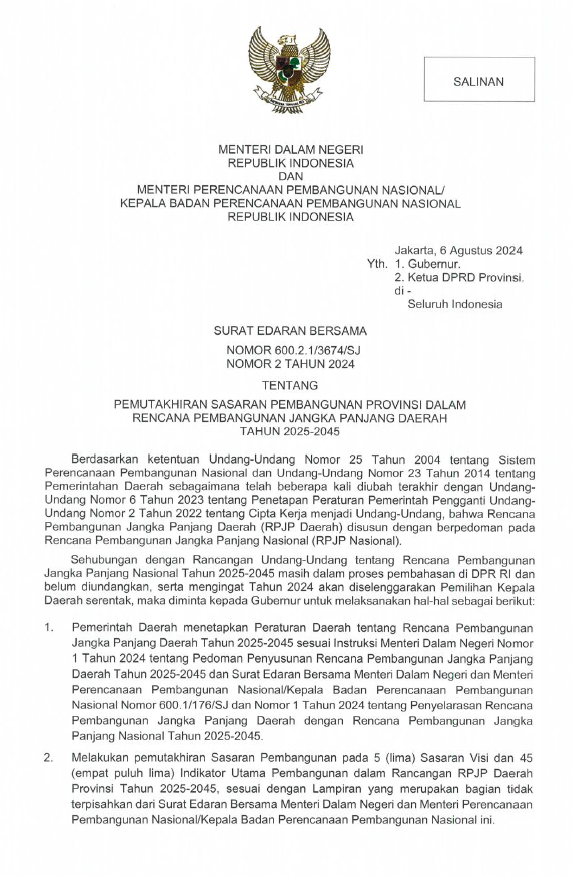 SALINAN
MENTERI DALAM NEGERI
REPUBLIK INDONESIA
DAN
MENTERI PERENCANAAN PEMBANGUNAN NASIONAL/
KEPALA BADAN PERENCANAAN PEMBANGUNAN NASIONAL
REPUBLIK INDONESIA
Jakarta, 6 Agustus 2024
Yth. 1. Gubernur.
2. Ketua DPRD Provinsi.
di -
Seluruh Indonesia
SURAT EDARAN BERSAMA
NOMOR 600.2.1/3674/SJ
NOMOR 2 TAHUN 2024
TENTANG
PEMUTAKHIRAN SASARAN PEMBANGUNAN PROVINSI DALAM
RENCANA PEMBANGUNAN JANGKA PANJANG DAERAH
TAHUN 2025-2045
Berdasarkan ketentuan Undang-Undang Nomor 25 Tahun 2004 tentang Sistem
Perencanaan Pembangunan Nasional dan Undang-Undang Nomor 23 Tahun 2014 tentang
Pemerintahan Daerah sebagaimana telah beberapa kali diubah terakhir dengan Undang-
Undang Nomor 6 Tahun 2023 tentang Penetapan Peraturan Pemerintah Pengganti Undang-
Undang Nomor 2 Tahun 2022 tentang Cipta Kerja menjadi Undang-Undang, bahwa Rencana
Pembangunan Jangka Panjang Daerah (RPJP Daerah) disusun dengan berpedoman pada
Rencana Pembangunan Jangka Panjang Nasional (RPJP Nasional).
Sehubungan dengan Rancangan Undang-Undang tentang Rencana Pembangunan
Jangka Panjang Nasional Tahun 2025-2045 masih dalam proses pembahasan di DPR RI dan
belum diundangkan, serta mengingat Tahun 2024 akan diselenggarakan Pemilihan Kepala
Daerah serentak, maka diminta kepada Gubernur untuk melaksanakan hal-hal sebagai berikut:
1. Pemerintah Daerah menetapkan Peraturan Daerah tentang Rencana Pembangunan
Jangka Panjang Daerah Tahun 2025-2045 sesuai Instruksi Menteri Dalam Negeri Nomor
1 Tahun 2024 tentang Pedoman Penyusunan Rencana Pembangunan Jangka Panjang
Daerah Tahun 2025-2045 dan Surat Edaran Bersama Menteri Dalam Negeri dan Menteri
Perencanaan Pembangunan Nasional/Kepala Badan Perencanaan Pembangunan
Nasional Nomor 600.1/176/SJ dan Nomor 1 Tahun 2024 tentang Penyelarasan Rencana
Pembangunan Jangka Panjang Daerah dengan Rencana Pembangunan Jangka
Panjang Nasional Tahun 2025-2045.
2. Melakukan pemutakhiran Sasaran Pembangunan pada 5 (lima) Sasaran Visi dan 45
(empat puluh lima) Indikator Utama Pembangunan dalam Rancangan RPJP Daerah
Provinsi Tahun 2025-2045, sesuai dengan Lampiran yang merupakan bagian tidak
terpisahkan dari Surat Edaran Bersama Menteri Dalam Negeri dan Menteri Perencanaan
Pembangunan Nasional/Kepala Badan Perencanaan Pembangunan Nasional ini.